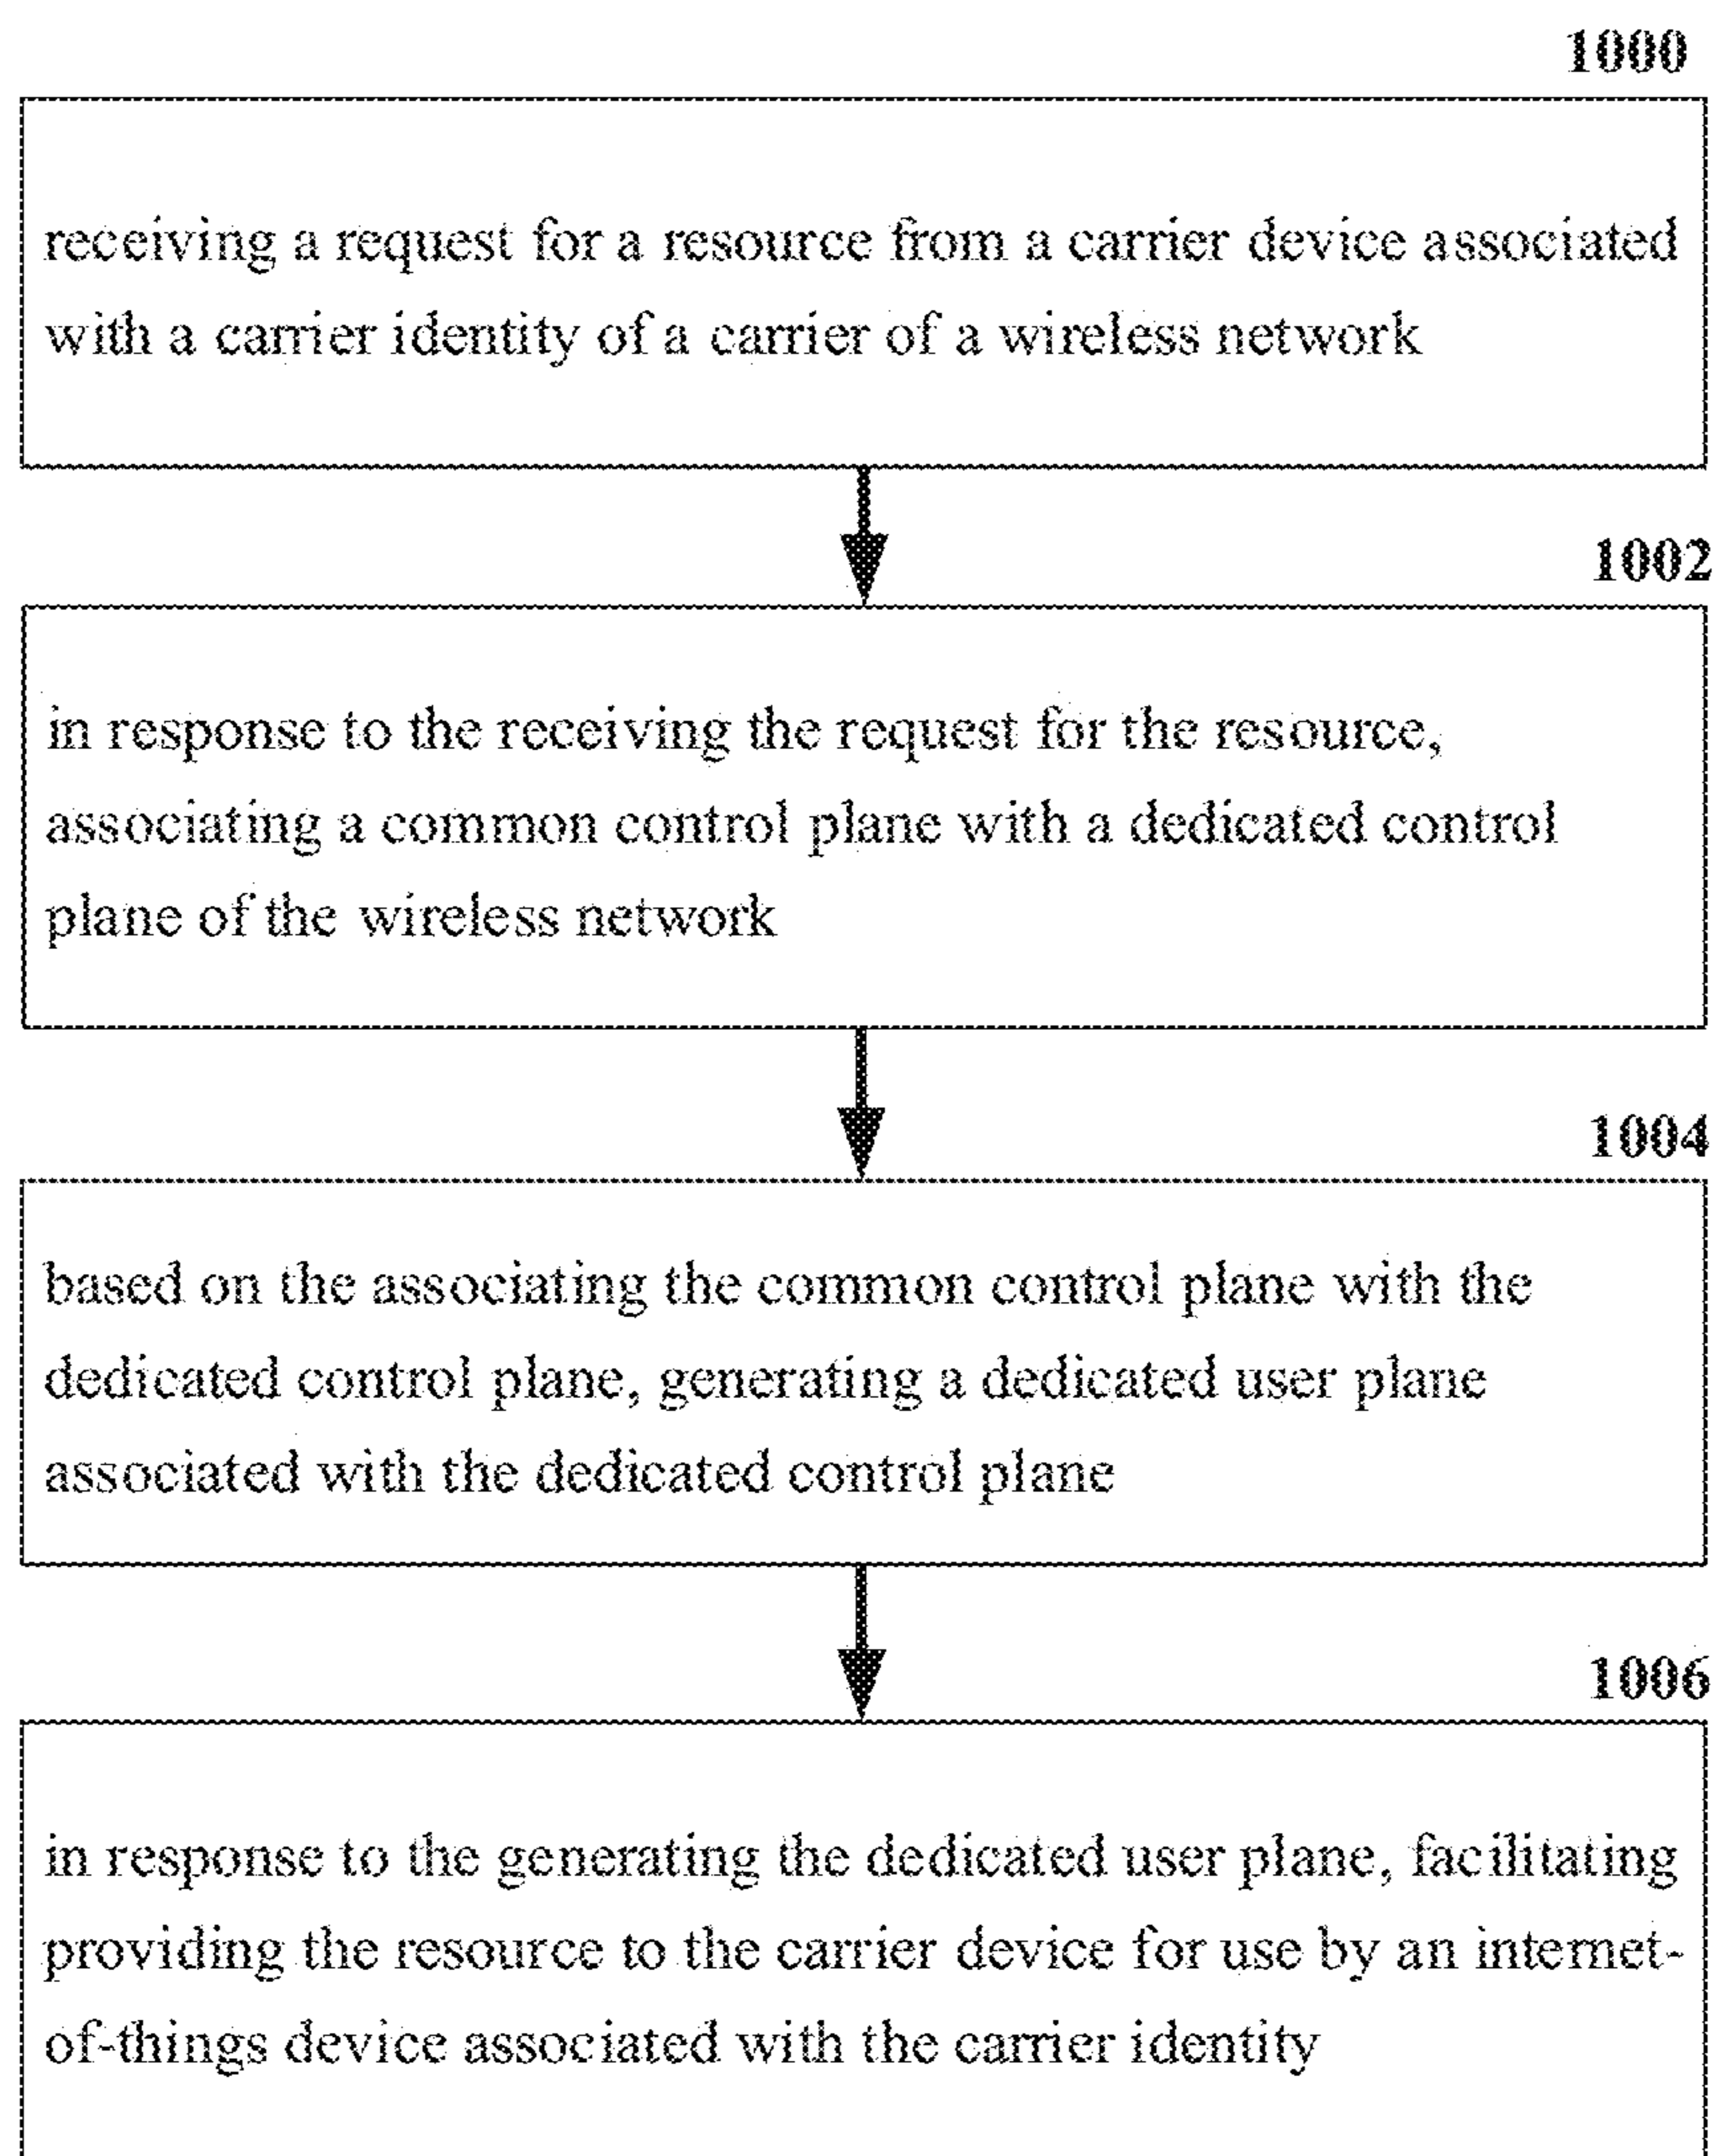 1000
receiving a request for a resource from a carrier device associated
with a carrier identity of a carrier of a wireless network
1002
in response to the receiving the request for the resource,
associating a common control plane with a dedicated control
plane of the wireless network
1004
based on the associating the common control plane with the
dedicated control plane, generating a dedicated user plane
associated with the dedicated control plane
1006
in response to the generating the dedicated user plane, facilitating
providing the resource to the carrier device for use by an internet-
of-things device associated with the carrier identity